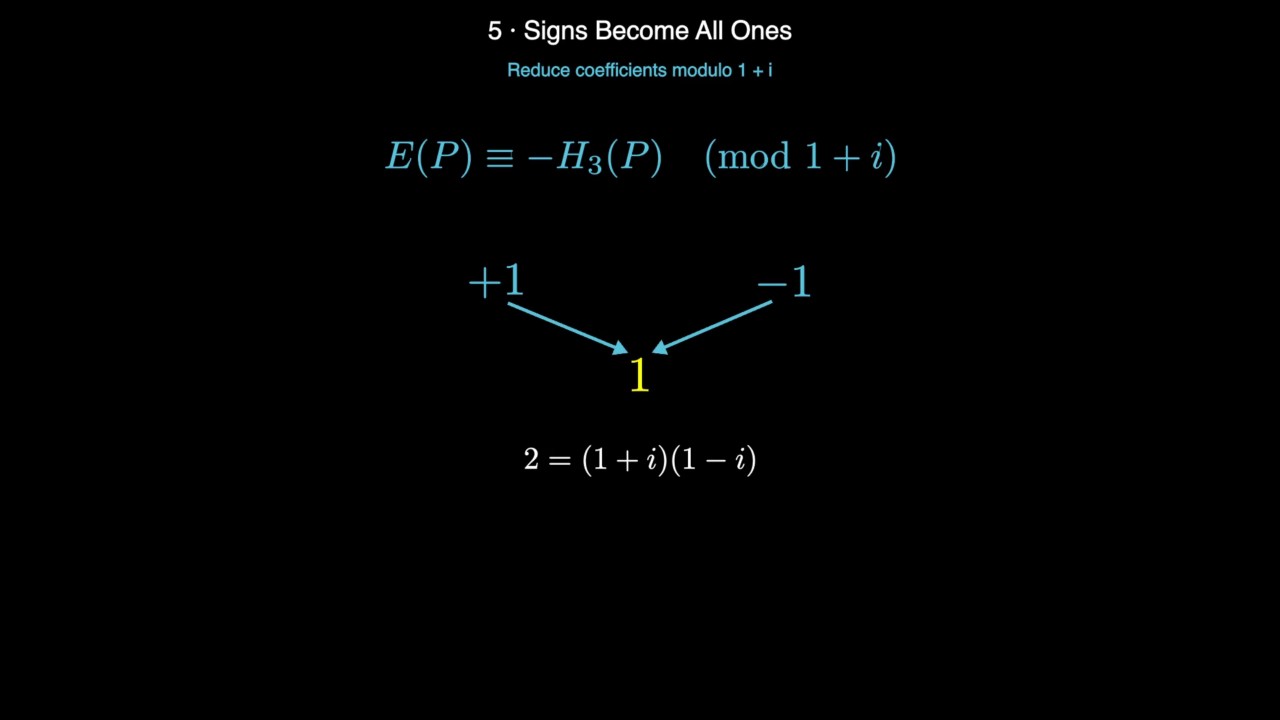 5 · Signs Become All Ones
Reduce coefficients modulo 1 + i
E(P) ≡ −H₃(P) (mod 1 + i)
+1 −1
1
2 = (1 + i)(1 − i)